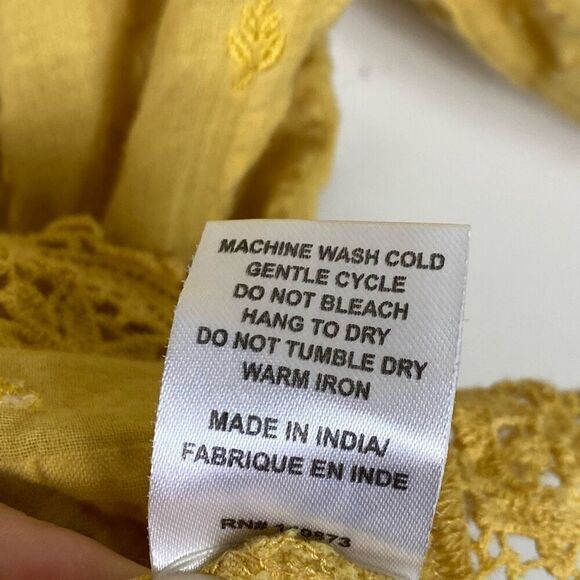 MACHINE WASH COLD
GENTLE CYCLE
DO NOT BLEACH
HANG TO DRY
DO NOT TUMBLE DRY
WARM IRON
MADE IN INDIA/
FABRIQUE EN INDE
RN#